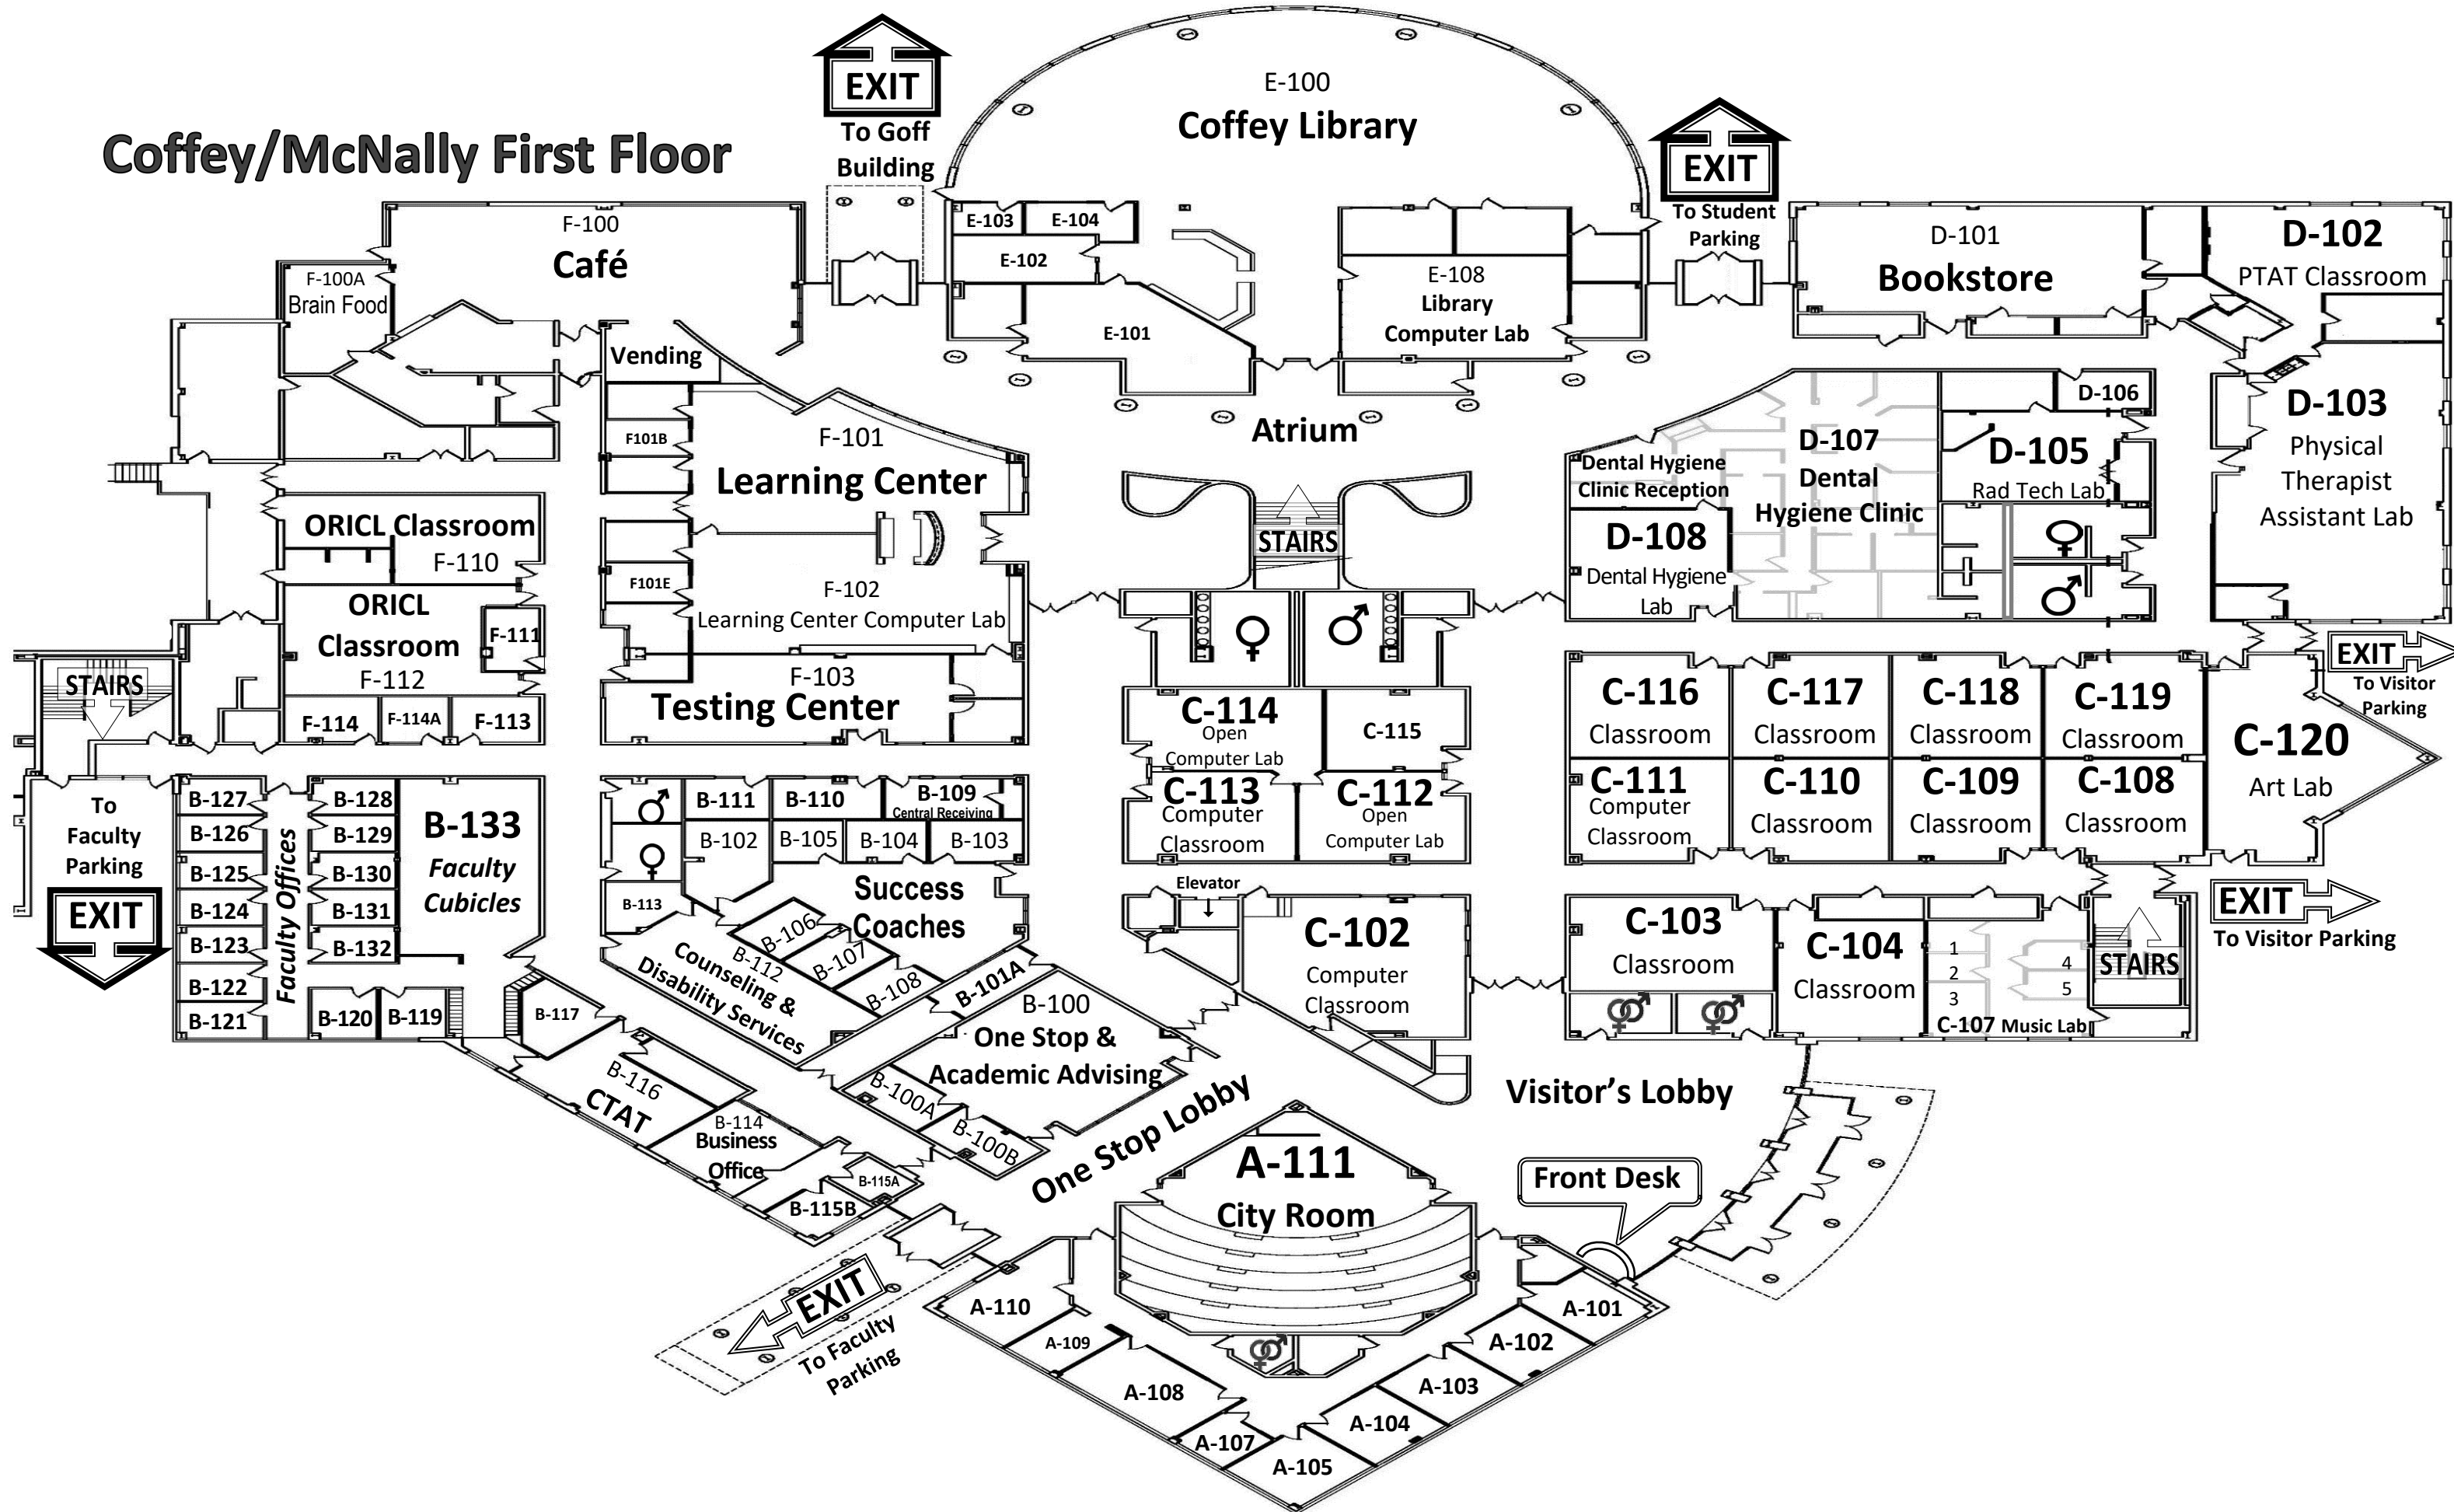 Coffey/McNally First Floor
EXIT
To Goff
Building
E-100
Coffey Library
EXIT
To Student
Parking
F-100
Café
F-100A
Brain Food
Vending
E-103
E-104
E-102
E-101
E-108
Library
Computer Lab
D-101
Bookstore
D-102
PTAT Classroom
D-103
Physical
Therapist
Assistant Lab
D-106
D-105
Rad Tech Lab
D-107
Dental
Hygiene Clinic
Dental Hygiene
Clinic Reception
D-108
Dental Hygiene
Lab
Atrium
STAIRS
F101B
F-101
Learning Center
F101E
F-102
Learning Center Computer Lab
F-103
Testing Center
ORICL Classroom
F-110
ORICL
Classroom
F-112
F-111
F-114
F-114A
F-113
STAIRS
To
Faculty
Parking
EXIT
B-127
B-126
B-125
B-124
B-123
B-122
B-121
Faculty Offices
B-128
B-129
B-130
B-131
B-132
B-120
B-119
B-133
Faculty
Cubicles
B-111
B-110
B-109
Central Receiving
B-102
B-105
B-104
B-103
B-113
Success
Coaches
B-106
B-107
B-108
B-112
Counseling &
Disability Services
B-101A
B-100
One Stop &
Academic Advising
B-100A
B-100B
B-117
B-116
CTAT
B-114
Business
Office
B-115A
B-115B
One Stop Lobby
EXIT
To Faculty
Parking
C-114
Open
Computer Lab
C-115
C-113
Computer
Classroom
C-112
Open
Computer Lab
Elevator
C-102
Computer
Classroom
C-116
Classroom
C-117
Classroom
C-118
Classroom
C-119
Classroom
C-111
Computer
Classroom
C-110
Classroom
C-109
Classroom
C-108
Classroom
C-120
Art Lab
EXIT
To Visitor
Parking
EXIT
To Visitor Parking
C-103
Classroom
C-104
Classroom
1
2
3
4
5
C-107 Music Lab
STAIRS
Visitor’s Lobby
Front Desk
A-111
City Room
A-110
A-109
A-108
A-107
A-105
A-104
A-103
A-102
A-101